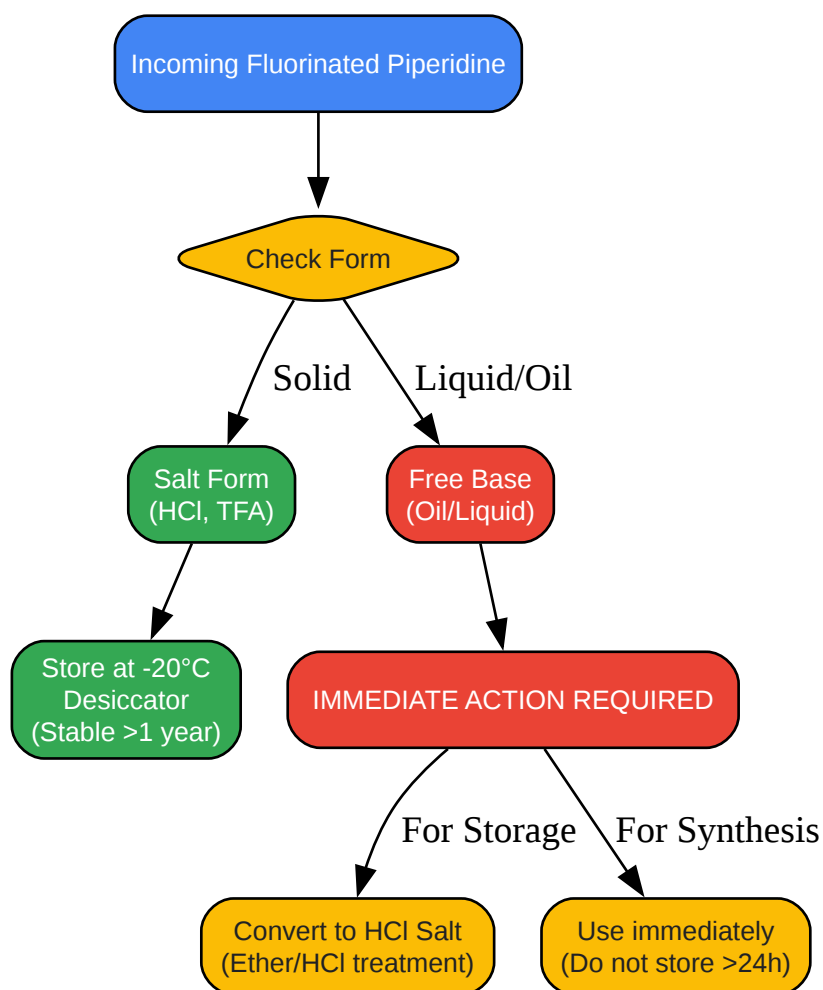 Incoming Fluorinated Piperidine
Check Form
Solid
Liquid/Oil
Salt Form
(HCl, TFA)
Free Base
(Oil/Liquid)
Store at -20°C
Desiccator
(Stable >1 year)
IMMEDIATE ACTION REQUIRED
For Storage
For Synthesis
Convert to HCl Salt
(Ether/HCl treatment)
Use immediately
(Do not store >24h)